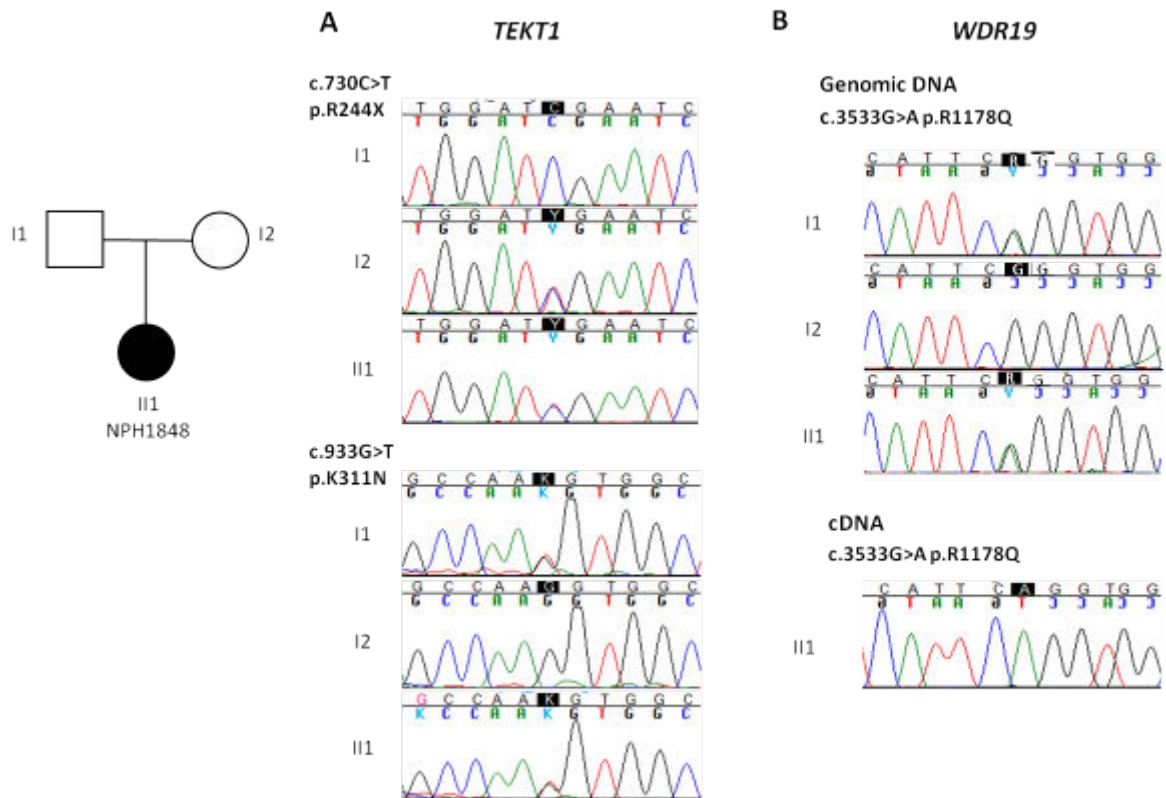 A
TEKT1
B
WDR19
c.730C>T
p.R244X
T G G A T C G A A T C
T G G A T C G A A T C
I1
T G G A T Y G A A T C
T G G A T Y G A A T C
I2
T G G A T Y G A A T C
T G G A T Y G A A T C
II1
c.933G>T
p.K311N
G C C A A K G T G G C
G C C A A K G T G G C
I1
G C C A A G G T G G C
G C C A A G G T G G C
I2
G C C A A K G T G G C
K C C A A K G T G G C
II1
Genomic DNA
c.3533G>A p.R1178Q
C A T T C R G G T G G
I1
C A T T C G G G T G G
I2
C A T T C R G G T G G
II1
cDNA
c.3533G>A p.R1178Q
C A T T C A G G T G G
II1
I1
I2
II1
NPH1848